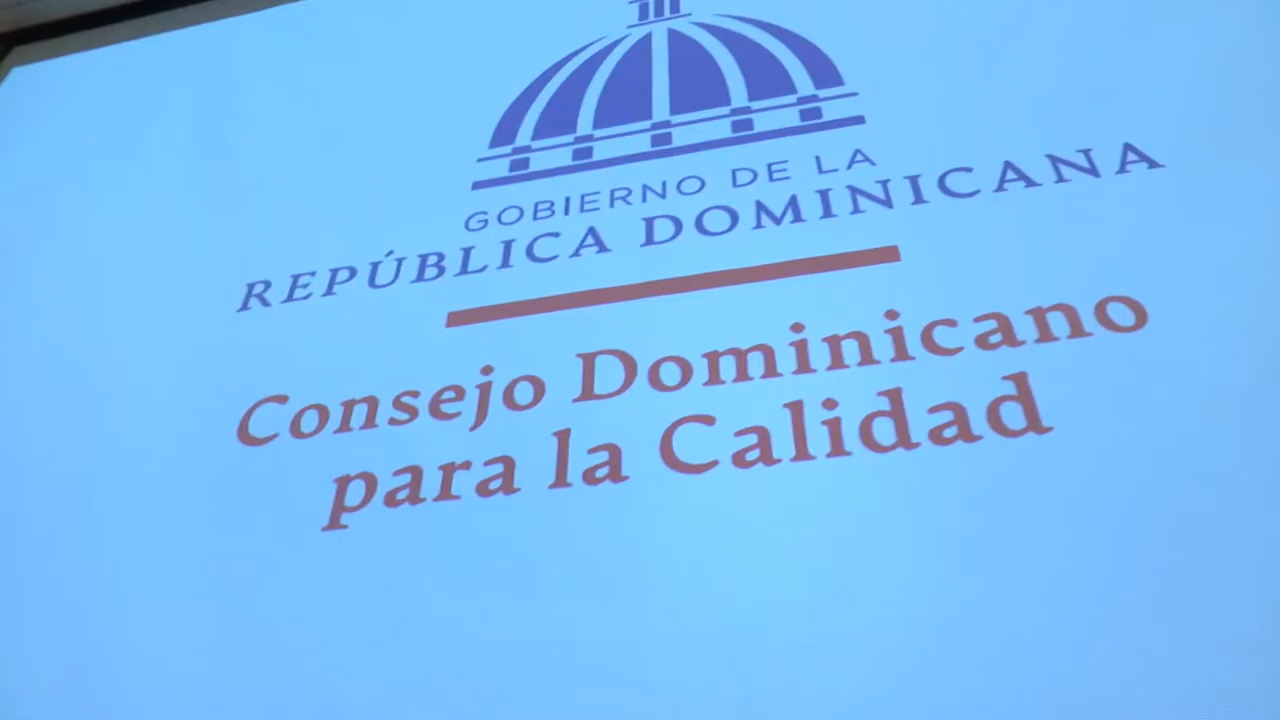 GOBIERNO DE LA
REPÚBLICA DOMINICANA
Consejo Dominicano
para la Calidad